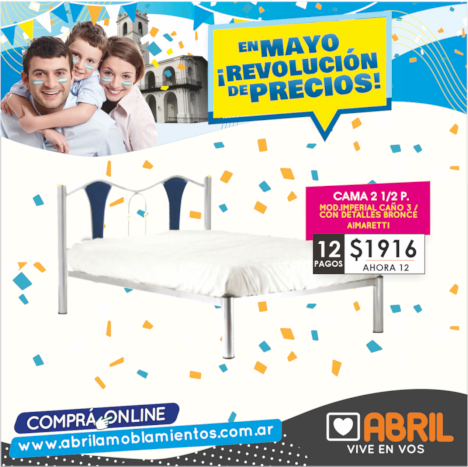 EN MAYO
¡REVOLUCIÓN
DE PRECIOS!
CAMA 2 1/2 P.
MOD.IMPERIAL CAÑO 3 /
CON DETALLES BRONCE
AIMARETTI
12 PAGOS
$1916
AHORA 12
COMPRÁ ONLINE
www.abrilamoblamientos.com.ar
ABRIL
VIVE EN VOS